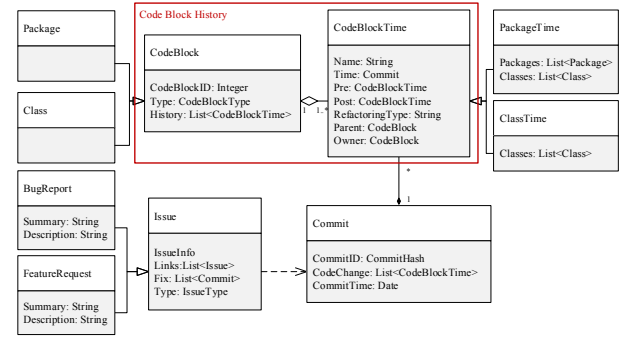 Code Block History
Package
CodeBlock
CodeBlockID: Integer
Type: CodeBlockType
History: List<CodeBlockTime>
CodeBlockTime
Name: String
Time: Commit
Pre: CodeBlockTime
Post: CodeBlockTime
RefactoringType: String
Parent: CodeBlock
Owner: CodeBlock
PackageTime
Packages: List<Package>
Classes: List<Class>
Class
1
1..*
ClassTime
Classes: List<Class>
*
1
BugReport
Summary: String
Description: String
Issue
IssueInfo
Links:List<Issue>
Fix: List<Commit>
Type: IssueType
Commit
CommitID: CommitHash
CodeChange: List<CodeBlockTime>
CommitTime: Date
FeatureRequest
Summary: String
Description: String